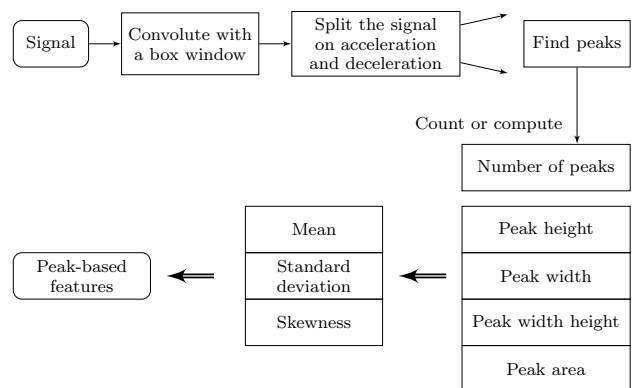 Signal
Convolute with
a box window
Split the signal
on acceleration
and deceleration
Find peaks
Count or compute
Number of peaks
Peak height
Peak width
Peak width height
Peak area
Mean
Standard
deviation
Skewness
Peak-based
features